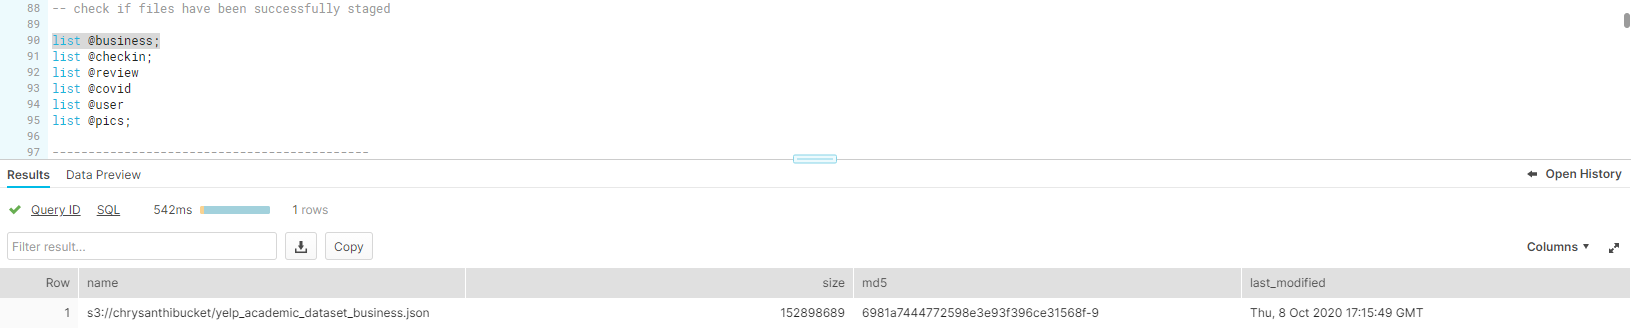 88 -- check if files have been successfully staged
89
90 list @business;
91 list @checkin;
92 list @review
93 list @covid
94 list @user
95 list @pics;
96
97 --------------------------------------------
Results Data Preview Open History
Query ID SQL 542ms 1 rows
Filter result... Copy Columns
Row name size md5 last_modified
1 s3://chrysanthibucket/yelp_academic_dataset_business.json 152898689 6981a7444772598e3e93f396ce31568f-9 Thu, 8 Oct 2020 17:15:49 GMT